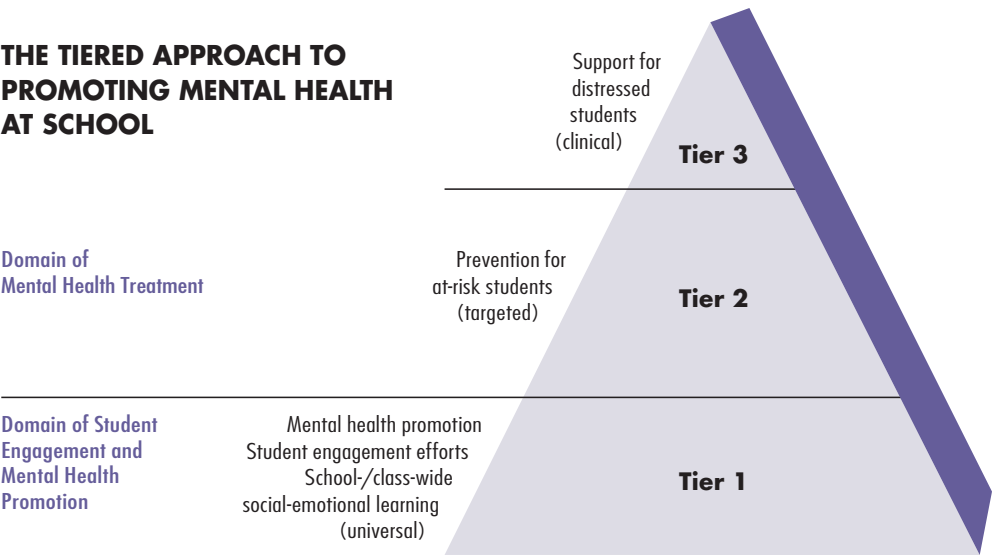 THE TIERED APPROACH TO
PROMOTING MENTAL HEALTH
AT SCHOOL
Support for
distressed
students
(clinical)
Tier 3
Domain of
Mental Health Treatment
Prevention for
at-risk students
(targeted)
Tier 2
Domain of Student
Engagement and
Mental Health
Promotion
Mental health promotion
Student engagement efforts
School-/class-wide
social-emotional learning
(universal)
Tier 1